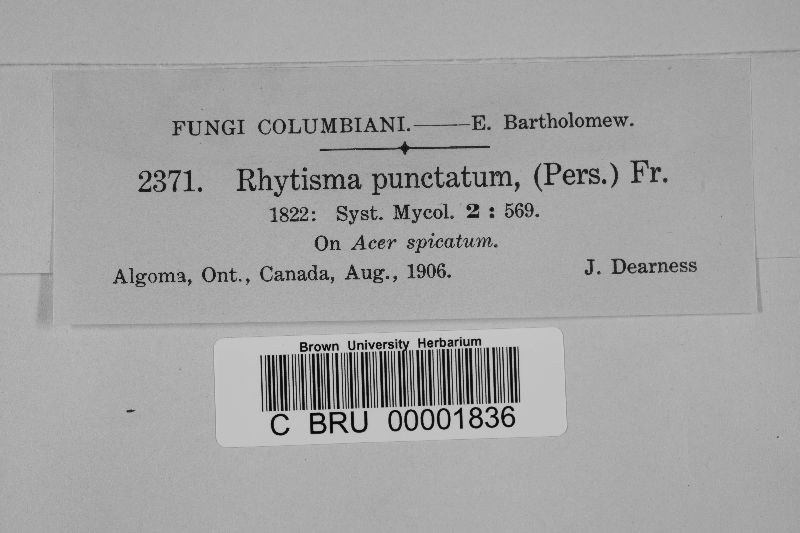 FUNGI COLUMBIANI.——E. Bartholomew.
2371. Rhytisma punctatum, (Pers.) Fr.
1822: Syst. Mycol. 2 : 569.
On Acer spicatum.
Algoma, Ont., Canada, Aug., 1906. J. Dearness
Brown University Herbarium
C BRU 00001836